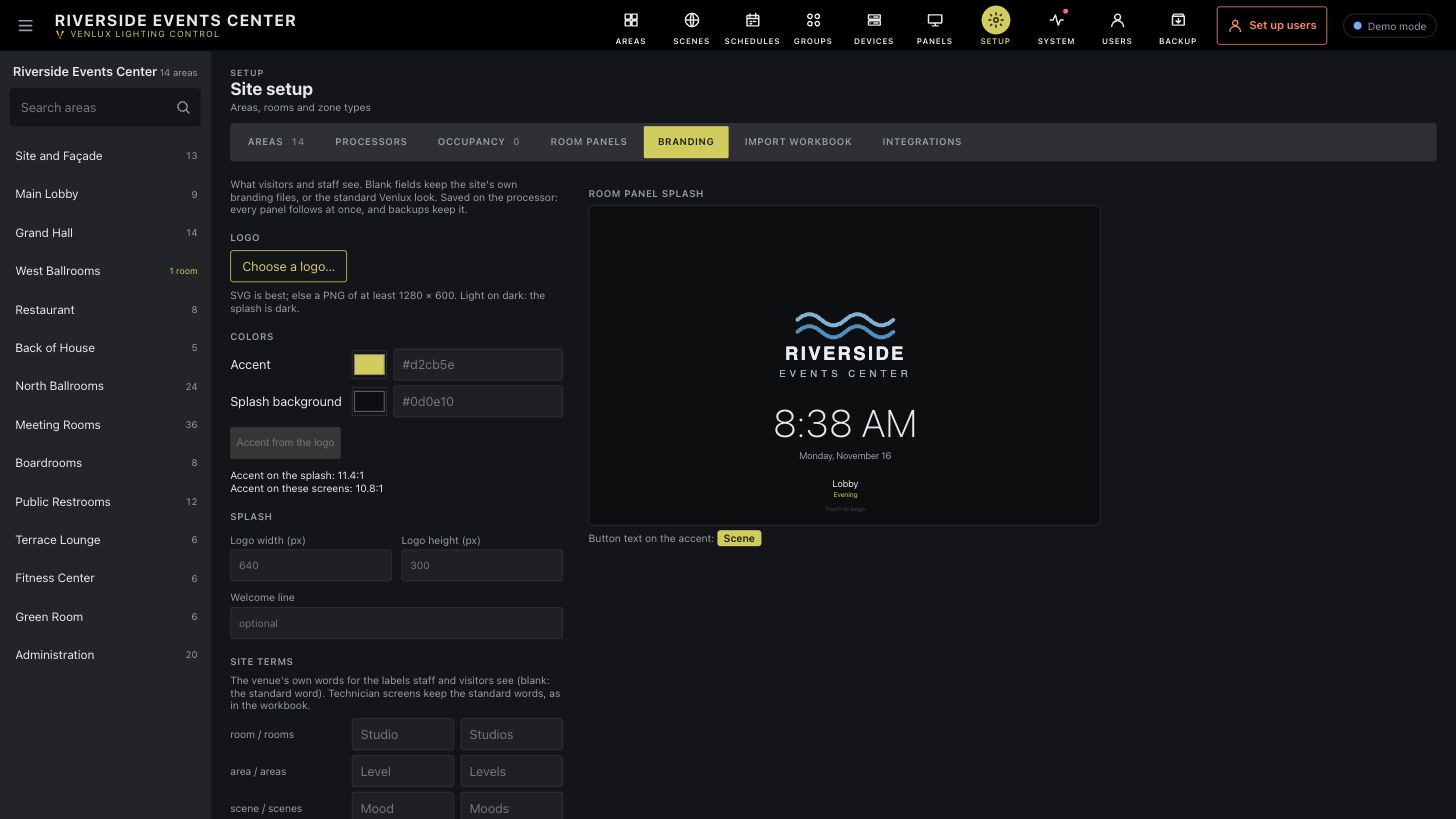 RIVERSIDE EVENTS CENTER
VENLUX LIGHTING CONTROL
AREAS
SCENES
SCHEDULES
GROUPS
DEVICES
PANELS
SETUP
SYSTEM
USERS
BACKUP
Set up users
Demo mode
Riverside Events Center 14 areas
Search areas
Site and Façade 13
Main Lobby 9
Grand Hall 14
West Ballrooms 1 room
Restaurant 8
Back of House 5
North Ballrooms 24
Meeting Rooms 36
Boardrooms 8
Public Restrooms 12
Terrace Lounge 6
Fitness Center 6
Green Room 6
Administration 20
SETUP
Site setup
Areas, rooms and zone types
AREAS 14
PROCESSORS
OCCUPANCY 0
ROOM PANELS
BRANDING
IMPORT WORKBOOK
INTEGRATIONS
What visitors and staff see. Blank fields keep the site's own
branding files, or the standard Venlux look. Saved on the processor:
every panel follows at once, and backups keep it.
LOGO
Choose a logo...
SVG is best; else a PNG of at least 1280 × 600. Light on dark: the
splash is dark.
COLORS
Accent #d2cb5e
Splash background #0d0e10
Accent from the logo
Accent on the splash: 11.4:1
Accent on these screens: 10.8:1
SPLASH
Logo width (px) Logo height (px)
640 300
Welcome line
optional
SITE TERMS
The venue's own words for the labels staff and visitors see (blank:
the standard word). Technician screens keep the standard words, as
in the workbook.
room / rooms Studio Studios
area / areas Level Levels
scene / scenes Mood Moods
ROOM PANEL SPLASH
RIVERSIDE
EVENTS CENTER
8:38 AM
Monday, November 16
Lobby
Evening
Touch to begin
Button text on the accent: Scene